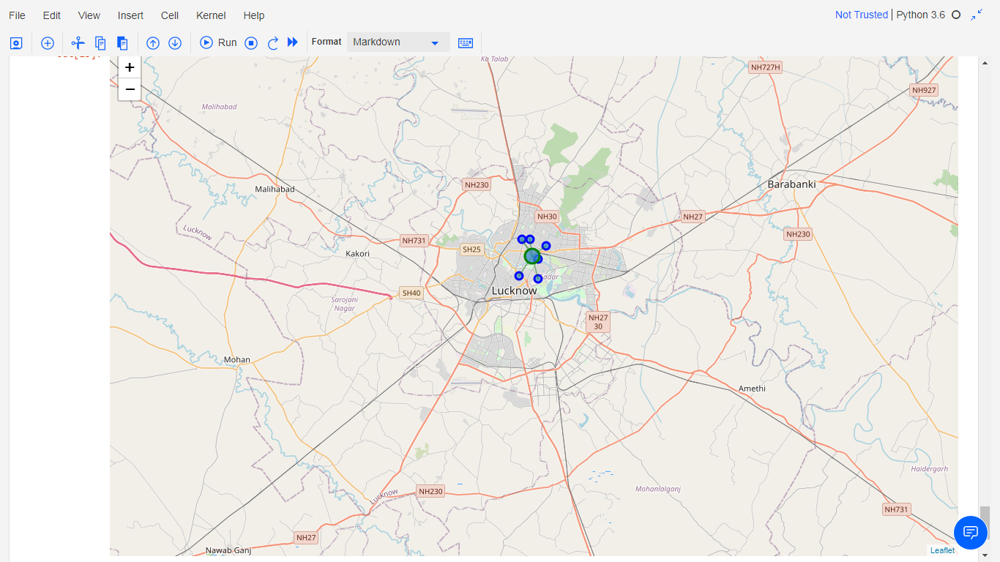 File Edit View Insert Cell Kernel Help Not Trusted Python 3.6
Run Format Markdown
+
−
Ka Talab
NH727H
NH927
Malihabad
NH230
Barabanki
Malihabad
NH30
NH27
Lucknow
NH230
NH731
SH25
Kakori
Lucknow
SH40
Sarojani
Nagar
NH27
30
Mohan
Amethi
Haidergarh
Mohanlalganj
Lucknow
NH230
NH731
NH27
Nawab Ganj
Leaflet